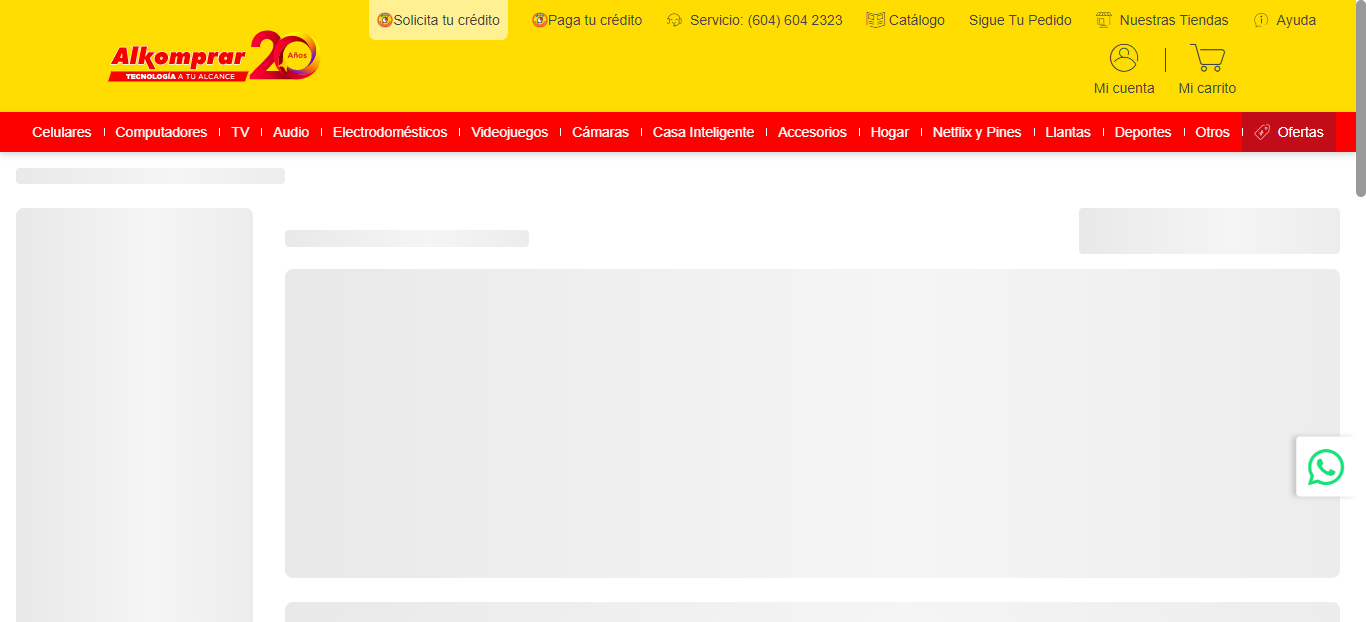 Solicita tu crédito
Paga tu crédito
Servicio: (604) 604 2323
Catálogo
Sigue Tu Pedido
Nuestras Tiendas
Ayuda
Alkomprar 20 Años
TECNOLOGÍA A TU ALCANCE
Mi cuenta
Mi carrito
Celulares
Computadores
TV
Audio
Electrodomésticos
Videojuegos
Cámaras
Casa Inteligente
Accesorios
Hogar
Netflix y Pines
Llantas
Deportes
Otros
Ofertas